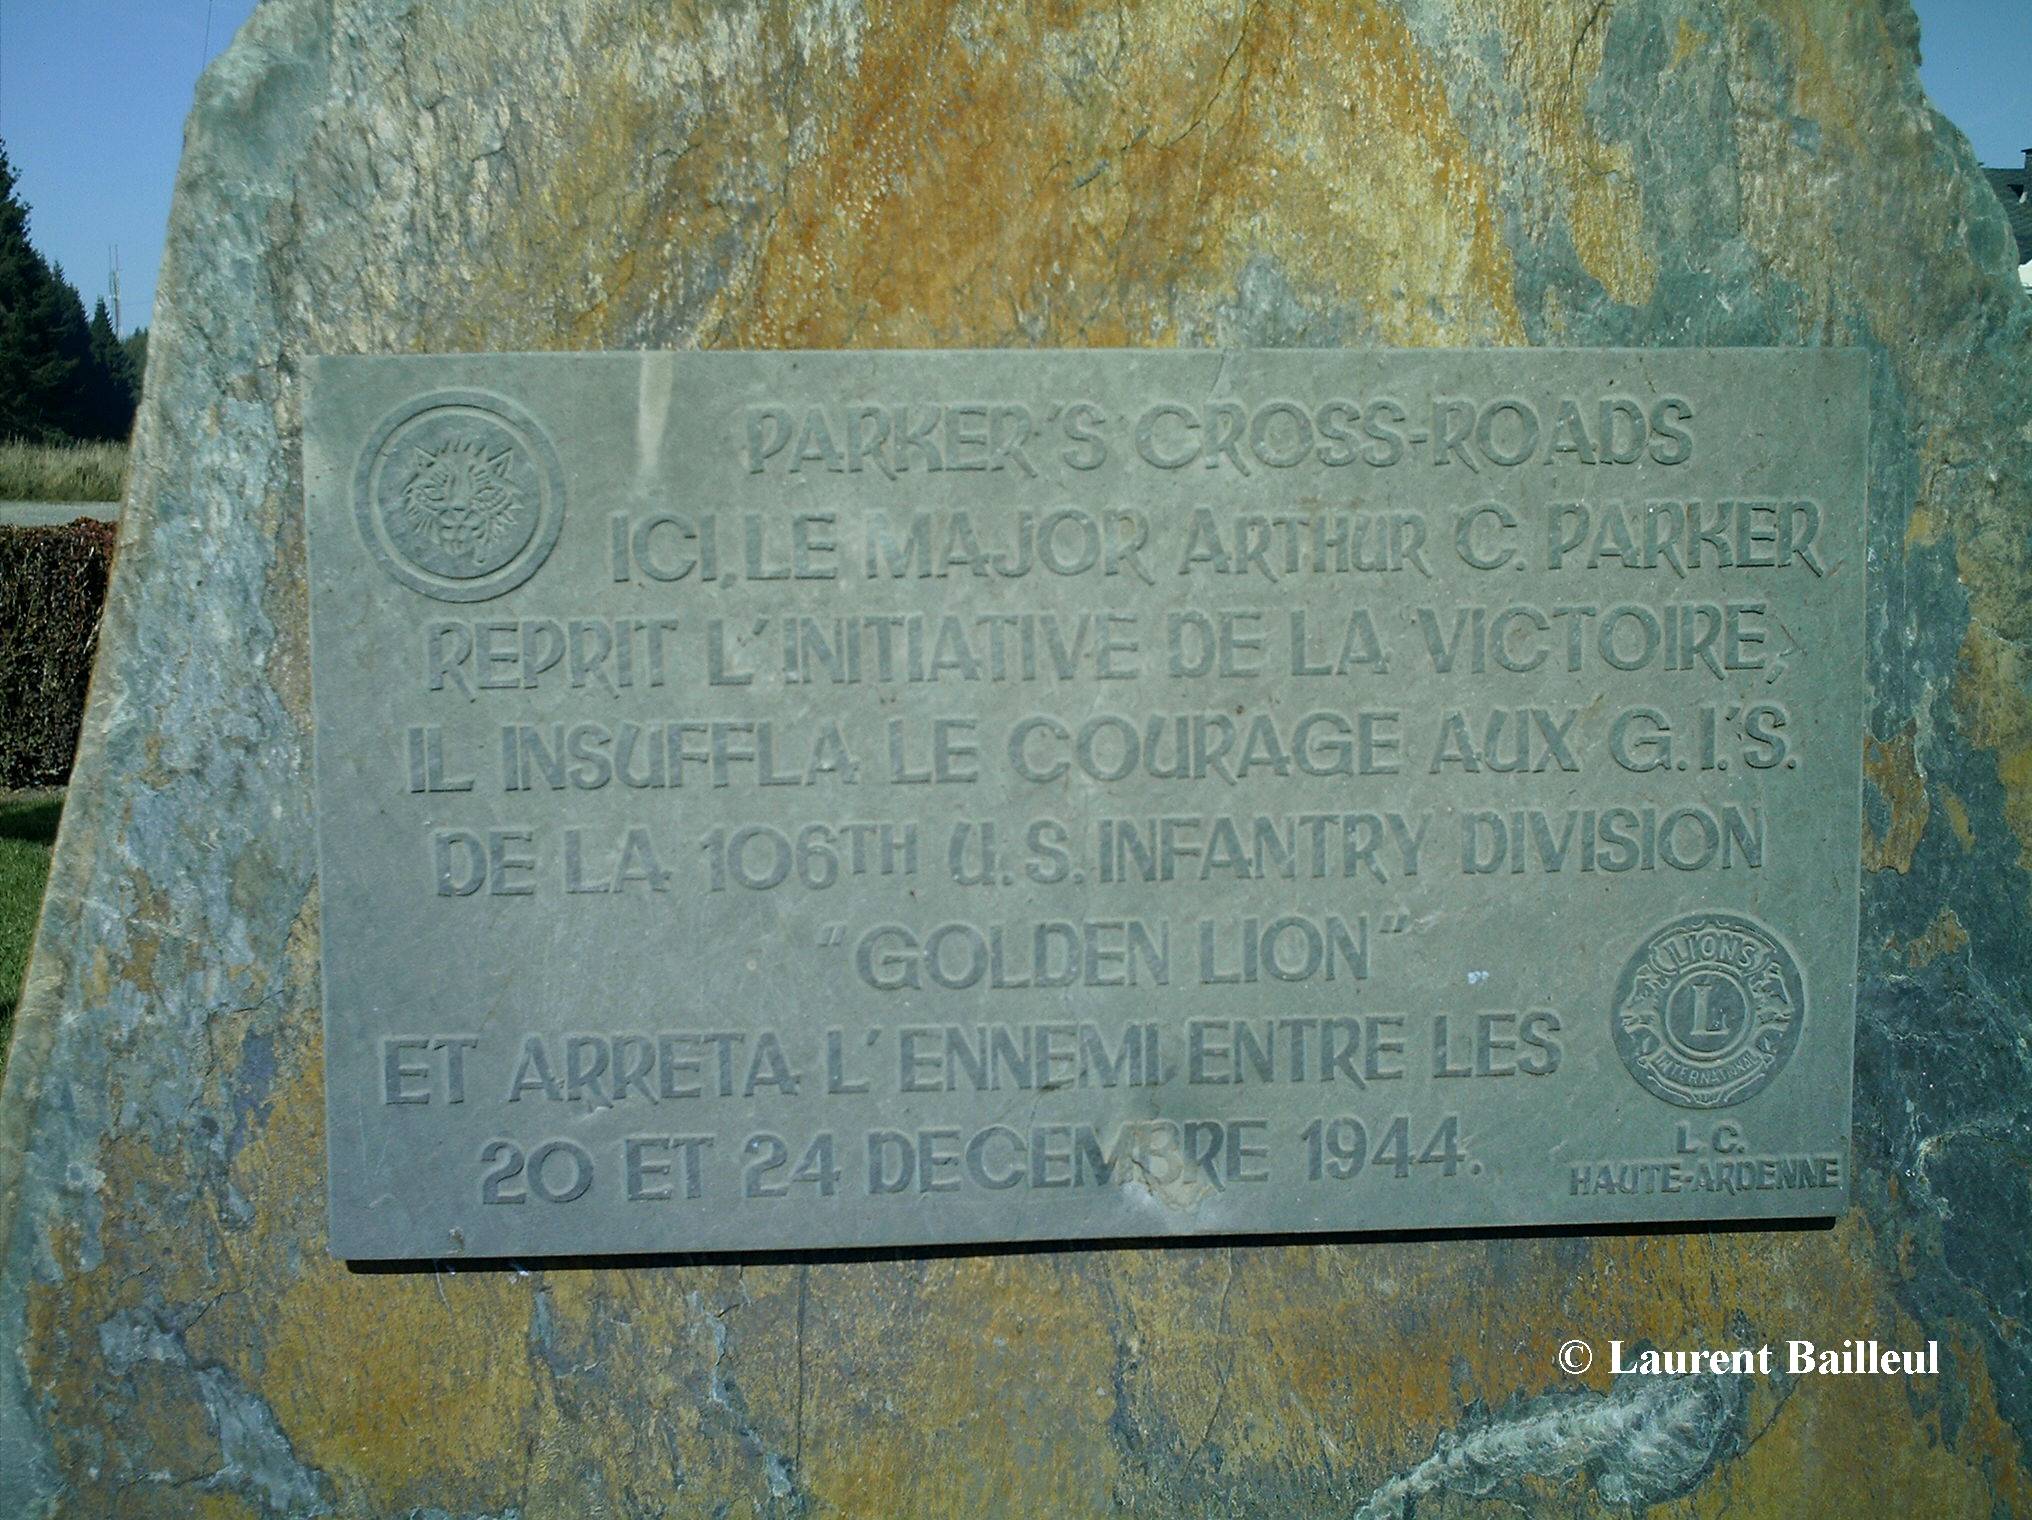 PARKER'S CROSS-ROADS
ICI, LE MAJOR ARTHUR C. PARKER
REPRIT L'INITIATIVE DE LA VICTOIRE,
IL INSUFFLA LE COURAGE AUX G.I.'S.
DE LA 106TH U.S. INFANTRY DIVISION
"GOLDEN LION"
ET ARRETA L'ENNEMI, ENTRE LES
20 ET 24 DECEMBRE 1944.
LIONS
L
INTERNATIONAL
L.C.
HAUTE-ARDENNE
© Laurent Bailleul